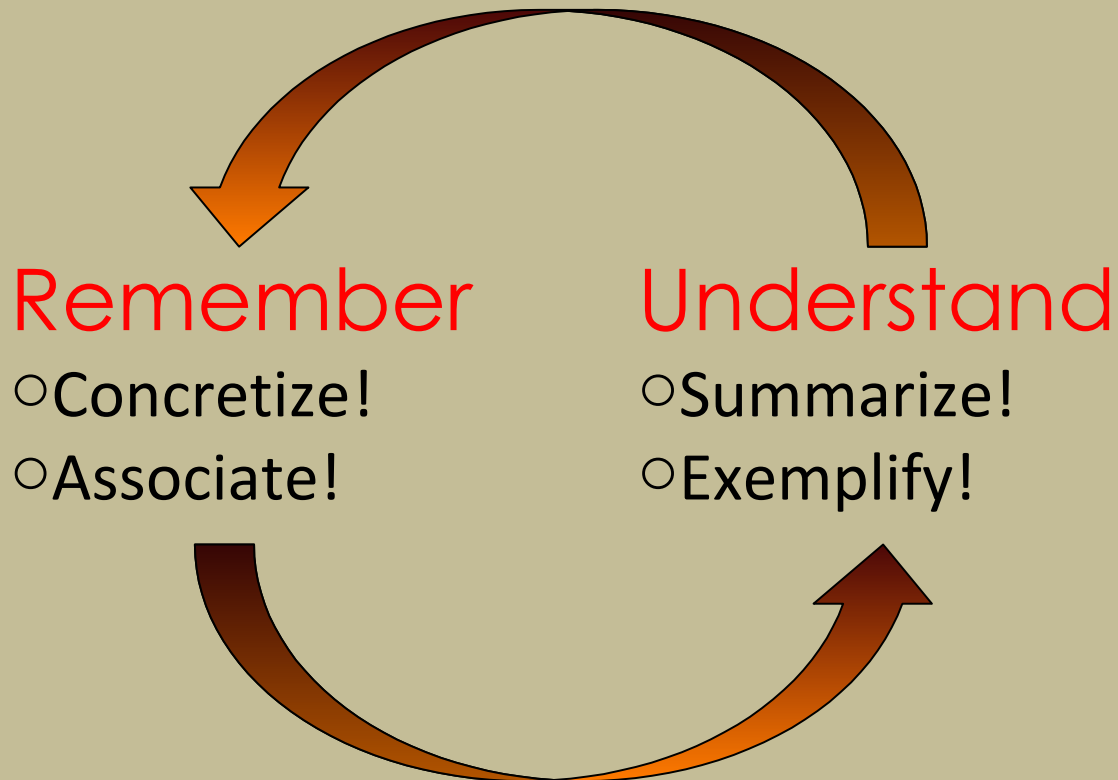 Remember
○Concretize!
○Associate!
Understand
○Summarize!
○Exemplify!